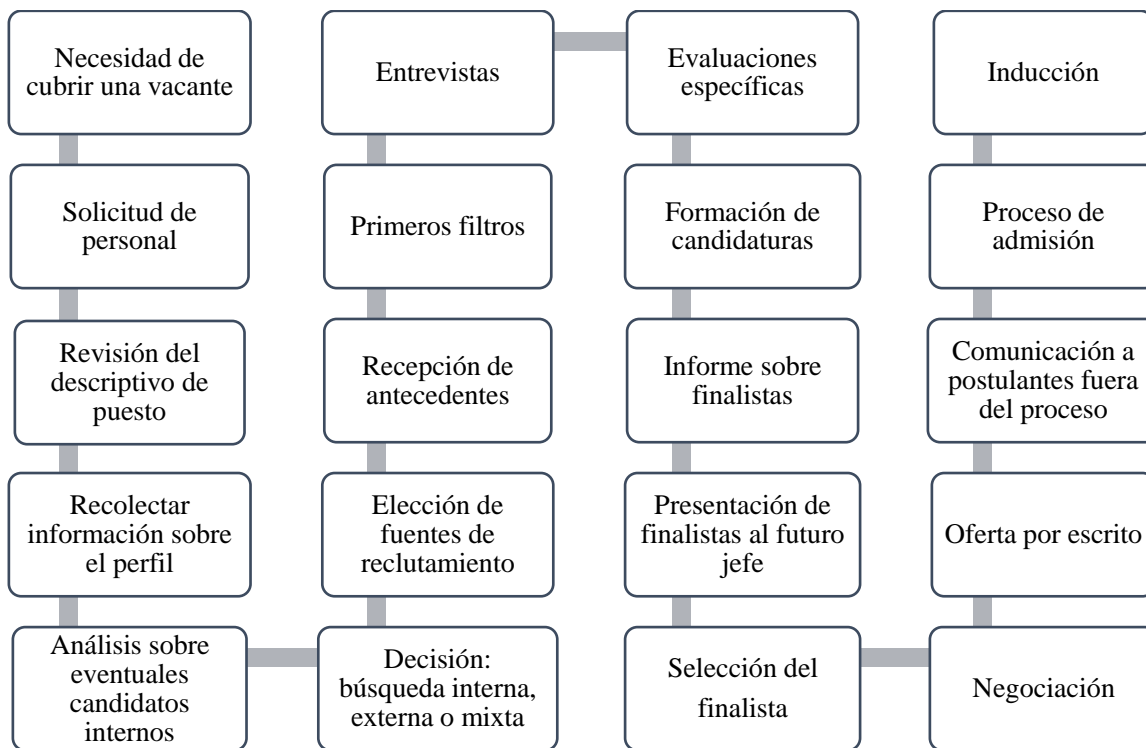 Necesidad de
cubrir una vacante
Solicitud de
personal
Revisión del
descriptivo de
puesto
Recolectar
información sobre
el perfil
Análisis sobre
eventuales
candidatos
internos
Decisión:
búsqueda interna,
externa o mixta
Elección de
fuentes de
reclutamiento
Recepción de
antecedentes
Primeros filtros
Entrevistas
Evaluaciones
específicas
Formación de
candidaturas
Informe sobre
finalistas
Presentación de
finalistas al futuro
jefe
Selección del
finalista
Negociación
Oferta por escrito
Comunicación a
postulantes fuera
del proceso
Proceso de
admisión
Inducción